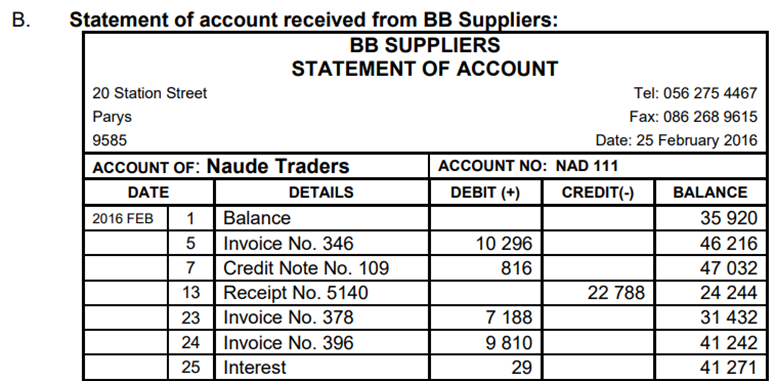 B. Statement of account received from BB Suppliers:
BB SUPPLIERS
STATEMENT OF ACCOUNT
20 Station Street Tel: 056 275 4467
Parys Fax: 086 268 9615
9585 Date: 25 February 2016
ACCOUNT OF: Naude Traders ACCOUNT NO: NAD 111
DATE DETAILS DEBIT (+) CREDIT(-) BALANCE
2016 FEB 1 Balance 35 920
5 Invoice No. 346 10 296 46 216
7 Credit Note No. 109 816 47 032
13 Receipt No. 5140 22 788 24 244
23 Invoice No. 378 7 188 31 432
24 Invoice No. 396 9 810 41 242
25 Interest 29 41 271